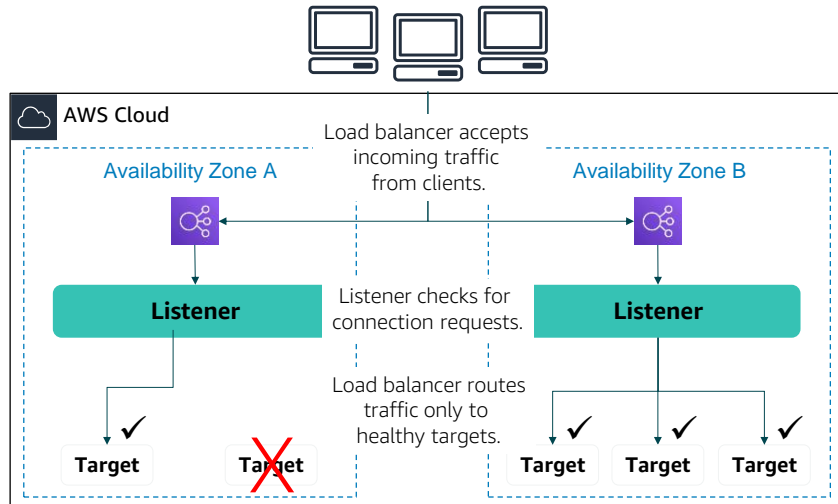 AWS Cloud
Load balancer accepts
incoming traffic
from clients.
Availability Zone A
Availability Zone B
Listener
Listener checks for
connection requests.
Listener
Load balancer routes
traffic only to
healthy targets.
Target
Target
Target
Target
Target